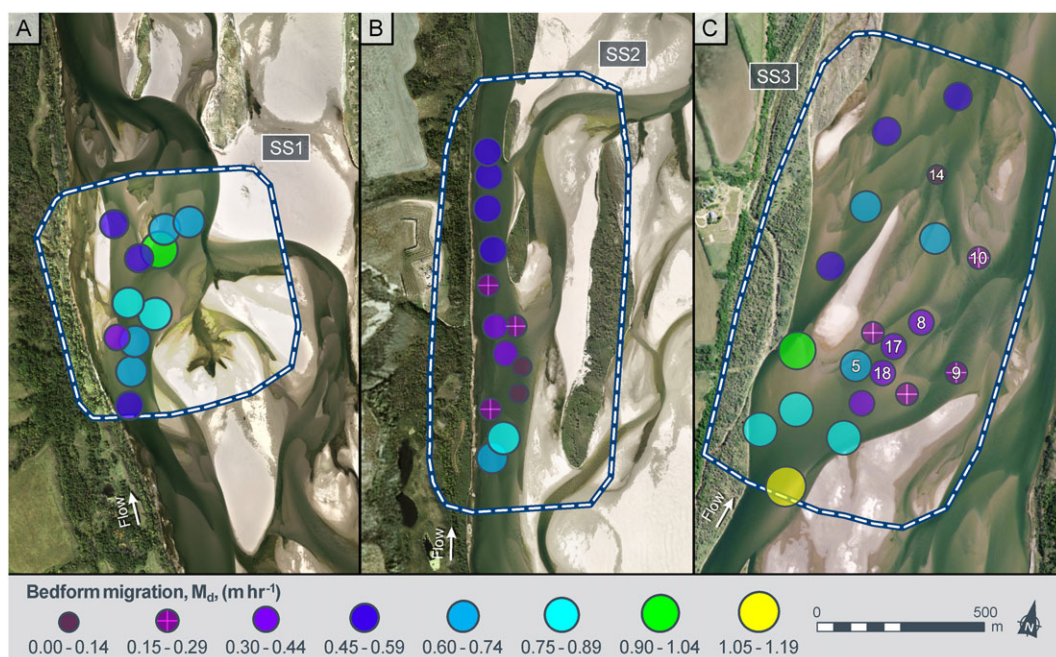 A
B
C
SS1
SS2
SS3
14
10
8
17
5
18
9
Flow
Flow
Flow
Bedform migration, M_d, (m hr⁻¹)
0.00 - 0.14
0.15 - 0.29
0.30 - 0.44
0.45 - 0.59
0.60 - 0.74
0.75 - 0.89
0.90 - 1.04
1.05 - 1.19
0
500
m
N